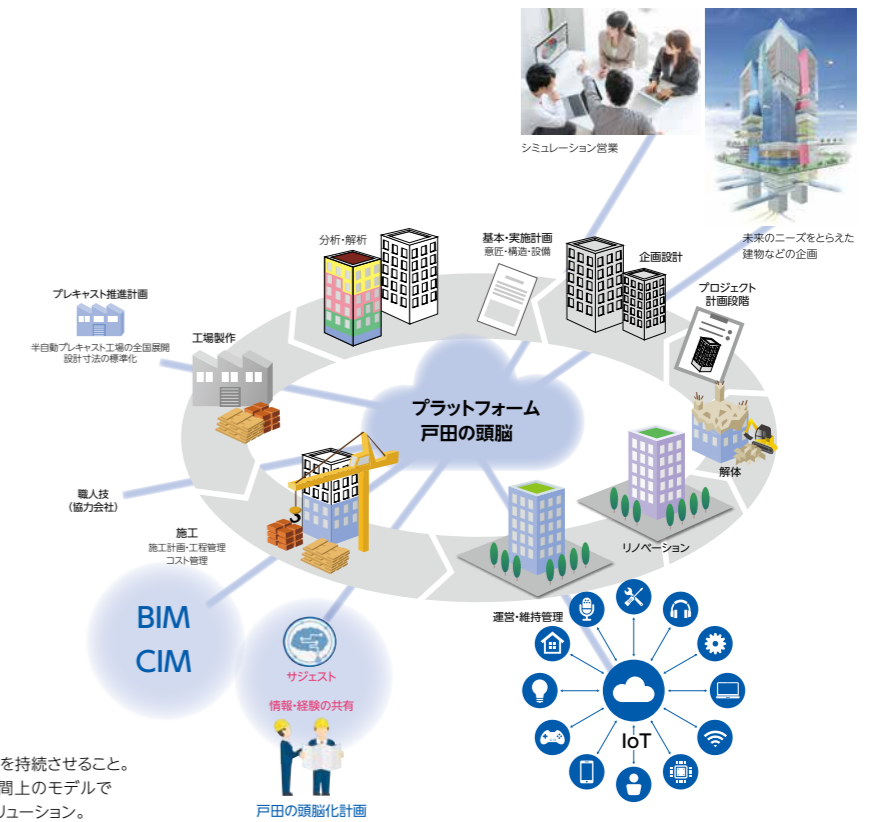 シミュレーション営業
未来のニーズをとらえた
建物などの企画
分析・解析
基本・実施計画
意匠・構造・設備
企画設計
プロジェクト
計画段階
プレキャスト推進計画
半自動プレキャスト工場の全国展開
設計寸法の標準化
工場製作
プラットフォーム
戸田の頭脳
解体
職人技
(協力会社)
施工
施工計画・工程管理
コスト管理
リノベーション
運営・維持管理
BIM
CIM
サジェスト
情報・経験の共有
IoT
を持続させること。
間上のモデルで
リューション。
戸田の頭脳化計画